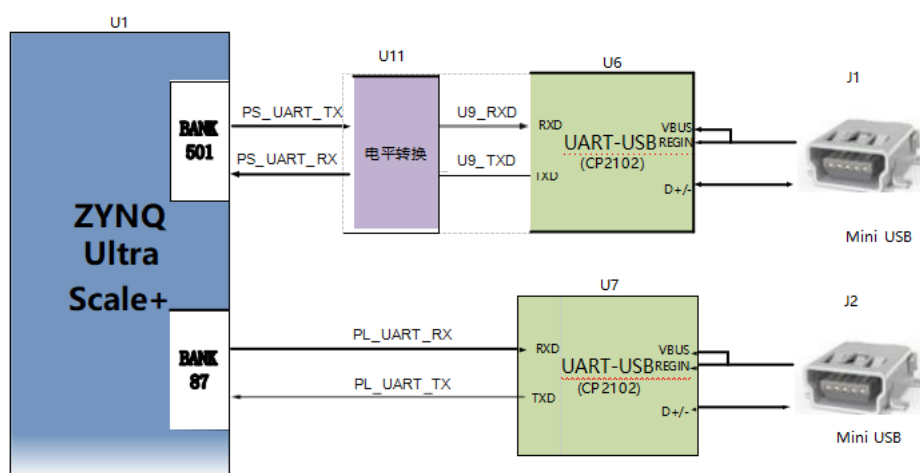 U1
ZYNQ
Ultra
Scale+
BANK
501
BANK
87
PS_UART_TX
PS_UART_RX
U11
电平转换
U9_RXD
U9_TXD
U6
RXD
TXD
UART-USB
(CP2102)
VBUS
REGIN
D+/-
J1
Mini USB
PL_UART_RX
PL_UART_TX
U7
RXD
TXD
UART-USB
(CP2102)
VBUS
REGIN
D+/-
J2
Mini USB